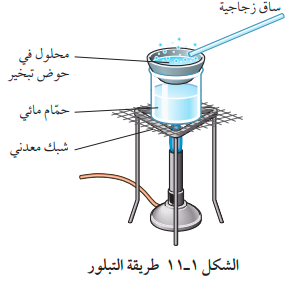 ساق زجاجية
محلول في
حوض تبخير
حمّام مائي
شبك معدني
الشكل ١-١١ طريقة التبلور